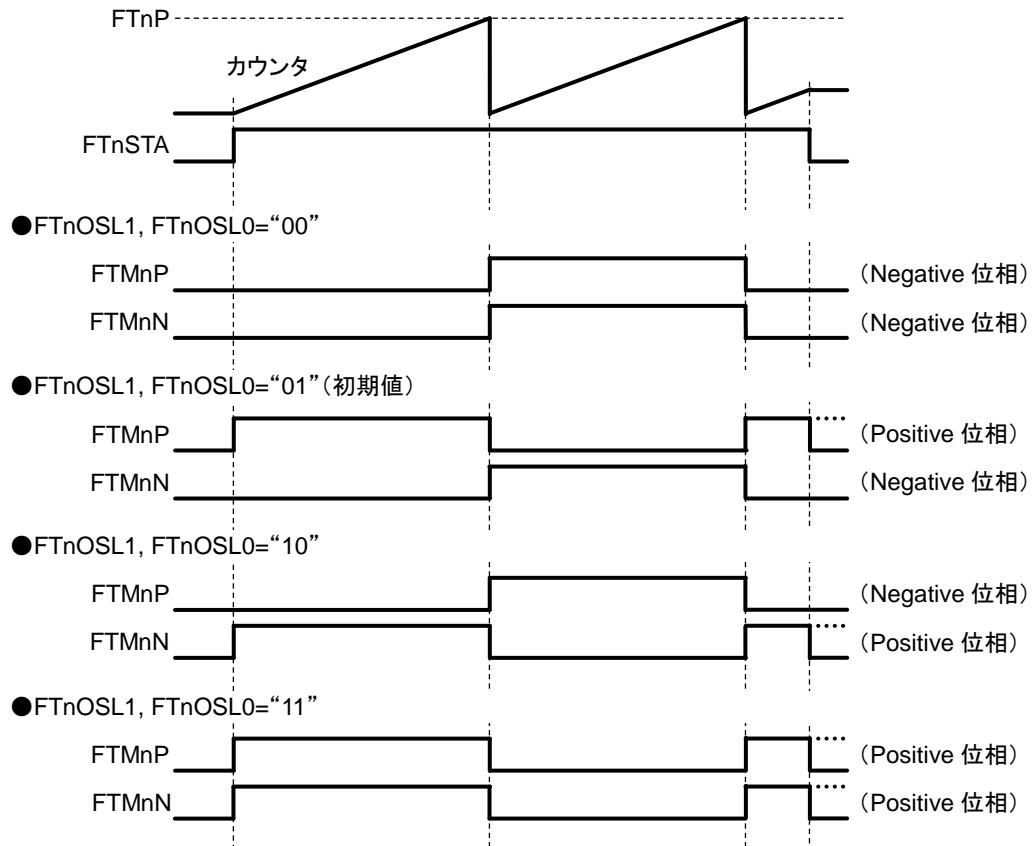 FTnP
カウンタ
FTnSTA
●FTnOSL1, FTnOSL0=“00”
FTMnP (Negative 位相)
FTMnN (Negative 位相)
●FTnOSL1, FTnOSL0=“01”(初期値)
FTMnP (Positive 位相)
FTMnN (Negative 位相)
●FTnOSL1, FTnOSL0=“10”
FTMnP (Negative 位相)
FTMnN (Positive 位相)
●FTnOSL1, FTnOSL0=“11”
FTMnP (Positive 位相)
FTMnN (Positive 位相)